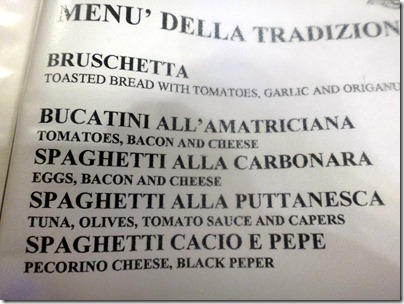 MENU' DELLA TRADIZION
BRUSCHETTA
TOASTED BREAD WITH TOMATOES, GARLIC AND ORIGANU
BUCATINI ALL'AMATRICIANA
TOMATOES, BACON AND CHEESE
SPAGHETTI ALLA CARBONARA
EGGS, BACON AND CHEESE
SPAGHETTI ALLA PUTTANESCA
TUNA, OLIVES, TOMATO SAUCE AND CAPERS
SPAGHETTI CACIO E PEPE
PECORINO CHEESE, BLACK PEPER